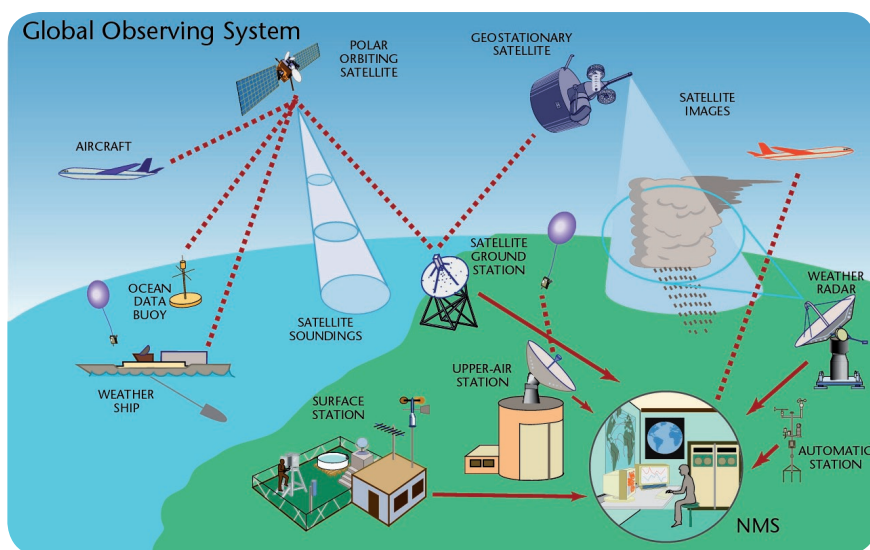 Global Observing System
POLAR
ORBITING
SATELLITE
GEOSTATIONARY
SATELLITE
SATELLITE
IMAGES
AIRCRAFT
SATELLITE
GROUND
STATION
OCEAN
DATA
BUOY
WEATHER
RADAR
SATELLITE
SOUNDINGS
WEATHER
SHIP
UPPER-AIR
STATION
SURFACE
STATION
AUTOMATIC
STATION
NMS